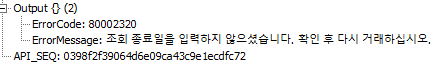 Output {} (2)
ErrorCode: 80002320
ErrorMessage: 조회 종료일을 입력하지 않으셨습니다. 확인 후 다시 거래하십시오.
API_SEQ: 0398f2f39064d6e09ca43c9e1ecdfc72